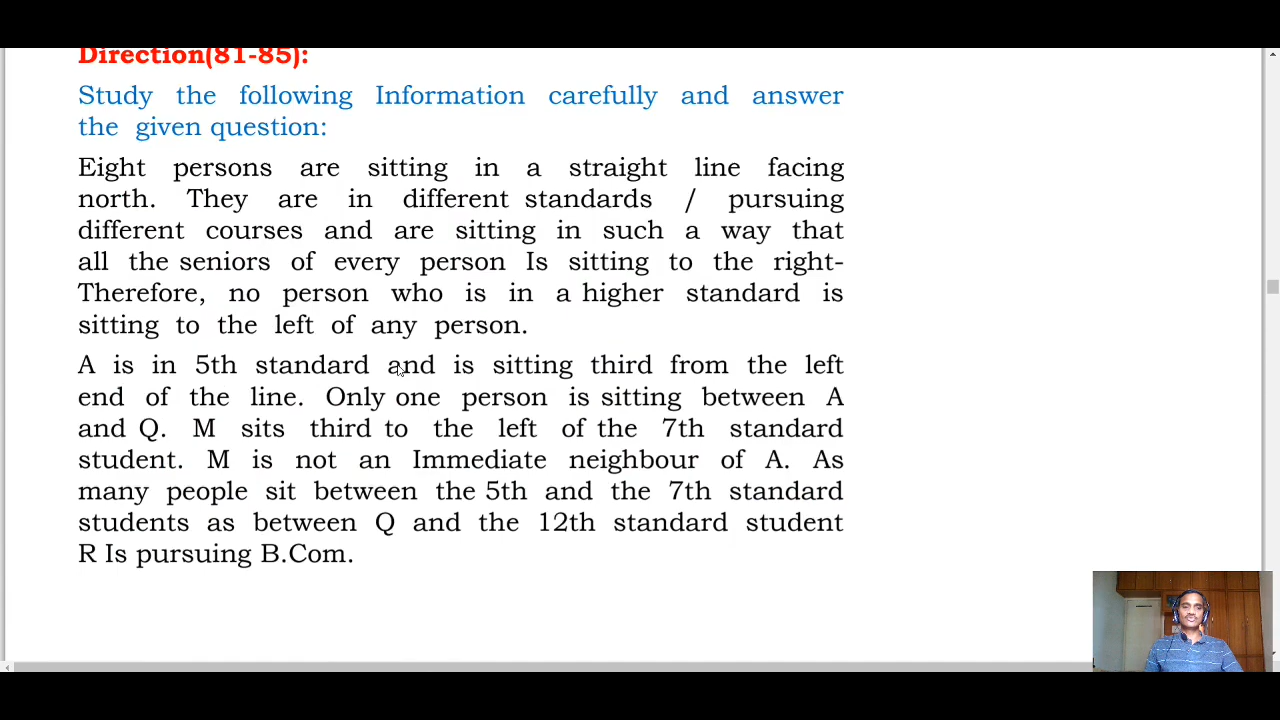 Direction(81-85):
Study the following Information carefully and answer
the given question:
Eight persons are sitting in a straight line facing
north. They are in different standards / pursuing
different courses and are sitting in such a way that
all the seniors of every person Is sitting to the right-
Therefore, no person who is in a higher standard is
sitting to the left of any person.
A is in 5th standard and is sitting third from the left
end of the line. Only one person is sitting between A
and Q. M sits third to the left of the 7th standard
student. M is not an Immediate neighbour of A. As
many people sit between the 5th and the 7th standard
students as between Q and the 12th standard student
R Is pursuing B.Com.